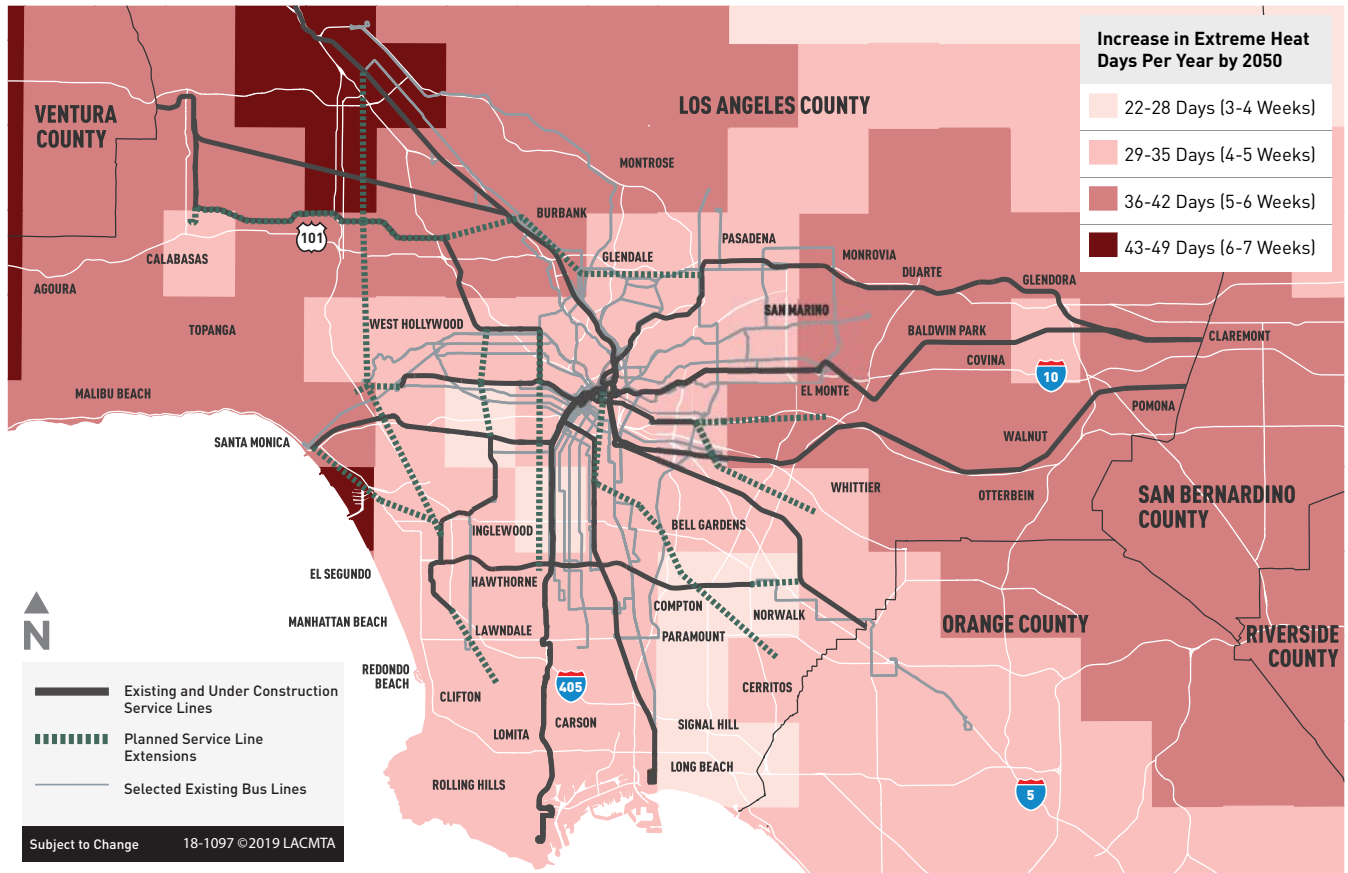 Increase in Extreme Heat
Days Per Year by 2050
22-28 Days (3-4 Weeks)
29-35 Days (4-5 Weeks)
36-42 Days (5-6 Weeks)
43-49 Days (6-7 Weeks)
LOS ANGELES COUNTY
VENTURA
COUNTY
MONTROSE
BURBANK
101
PASADENA
GLENDALE
MONROVIA
DUARTE
GLENDORA
CALABASAS
AGOURA
TOPANGA
WEST HOLLYWOOD
SAN MARINO
BALDWIN PARK
CLAREMONT
COVINA
10
MALIBU BEACH
EL MONTE
POMONA
SANTA MONICA
WALNUT
WHITTIER
OTTERBEIN
SAN BERNARDINO
COUNTY
INGLEWOOD
BELL GARDENS
EL SEGUNDO
HAWTHORNE
COMPTON
NORWALK
MANHATTAN BEACH
LAWNDALE
PARAMOUNT
ORANGE COUNTY
RIVERSIDE
COUNTY
REDONDO
BEACH
CLIFTON
405
CERRITOS
LOMITA
CARSON
SIGNAL HILL
LONG BEACH
ROLLING HILLS
5
N
Existing and Under Construction
Service Lines
Planned Service Line
Extensions
Selected Existing Bus Lines
Subject to Change 18-1097 ©2019 LACMTA